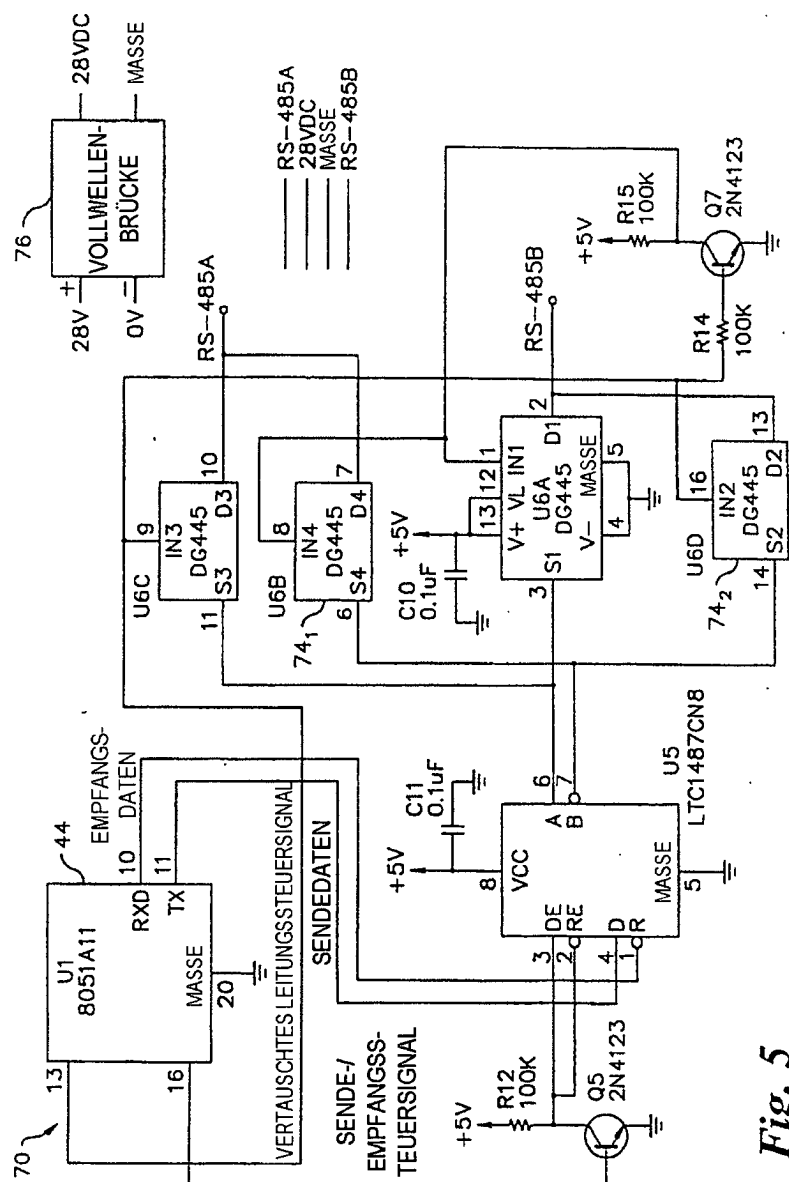 70
13
16
U1
8051A11
MASSE
20
44
RXD
10
TX
11
EMPFANGS-
DATEN
VERTAUSCHTES LEITUNGSSTEUERSIGNAL
SENDEDATEN
SENDE-/
EMPFANGSS-
TEUERSIGNAL
+5V
R12
100K
Q5
2N4123
3
2
4
1
DE
RE
D
R
VCC
8
+5V
C11
0.1uF
A
B
6
7
MASSE
5
U5
LTC1487CN8
U6C
9
IN3
DG445
S3
D3
11
10
U6B
8
IN4
DG445
S4
D4
6
7
74₁
+5V
C10
0.1uF
13
12
1
V+
VL
IN1
U6A
DG445
S1
D1
3
2
V-
MASSE
4
5
U6D
16
IN2
DG445
S2
D2
14
13
74₂
RS-485A
RS-485B
R14
100K
+5V
R15
100K
Q7
2N4123
76
VOLLWELLEN-
BRÜCKE
28V
+
0V
−
28VDC
MASSE
RS-485A
28VDC
MASSE
RS-485B
Fig. 5